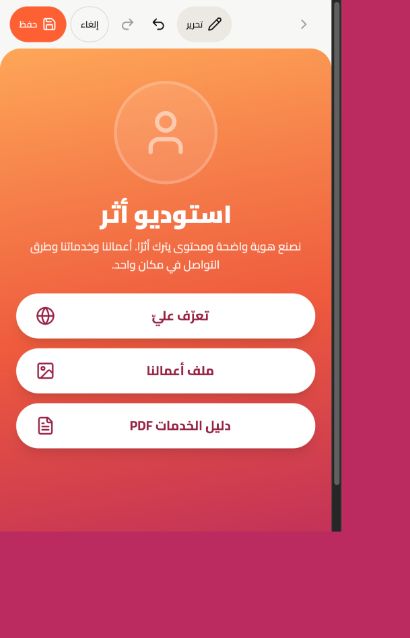 تحرير
إلغاء
حفظ
استوديو أثر
نصنع هوية واضحة ومحتوى يترك أثرًا. أعمالنا وخدماتنا وطرق
التواصل في مكان واحد.
تعرّف عليّ
ملف أعمالنا
دليل الخدمات PDF